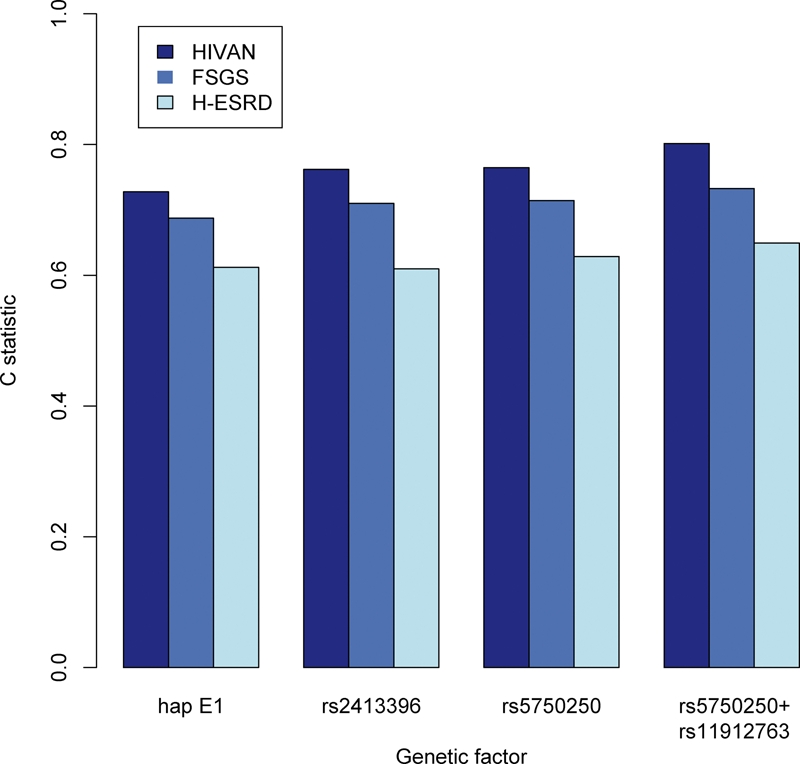 1.0
0.8
0.6
0.4
0.2
0.0
C statistic
HIVAN
FSGS
H-ESRD
hap E1
rs2413396
rs5750250
rs5750250+
rs11912763
Genetic factor